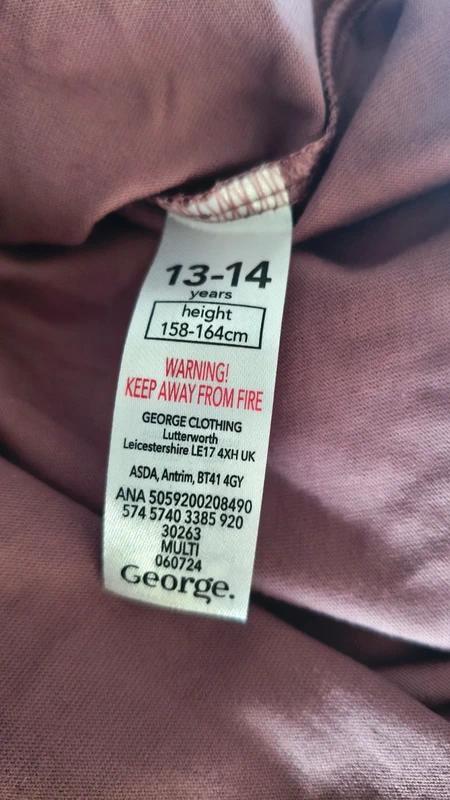 13-14
years
height
158-164cm
WARNING!
KEEP AWAY FROM FIRE
GEORGE CLOTHING
Lutterworth
Leicestershire LE17 4XH UK
ASDA, Antrim, BT41 4GY
ANA 5059200208490
574 5740 3385 920
30263
MULTI
060724
George.